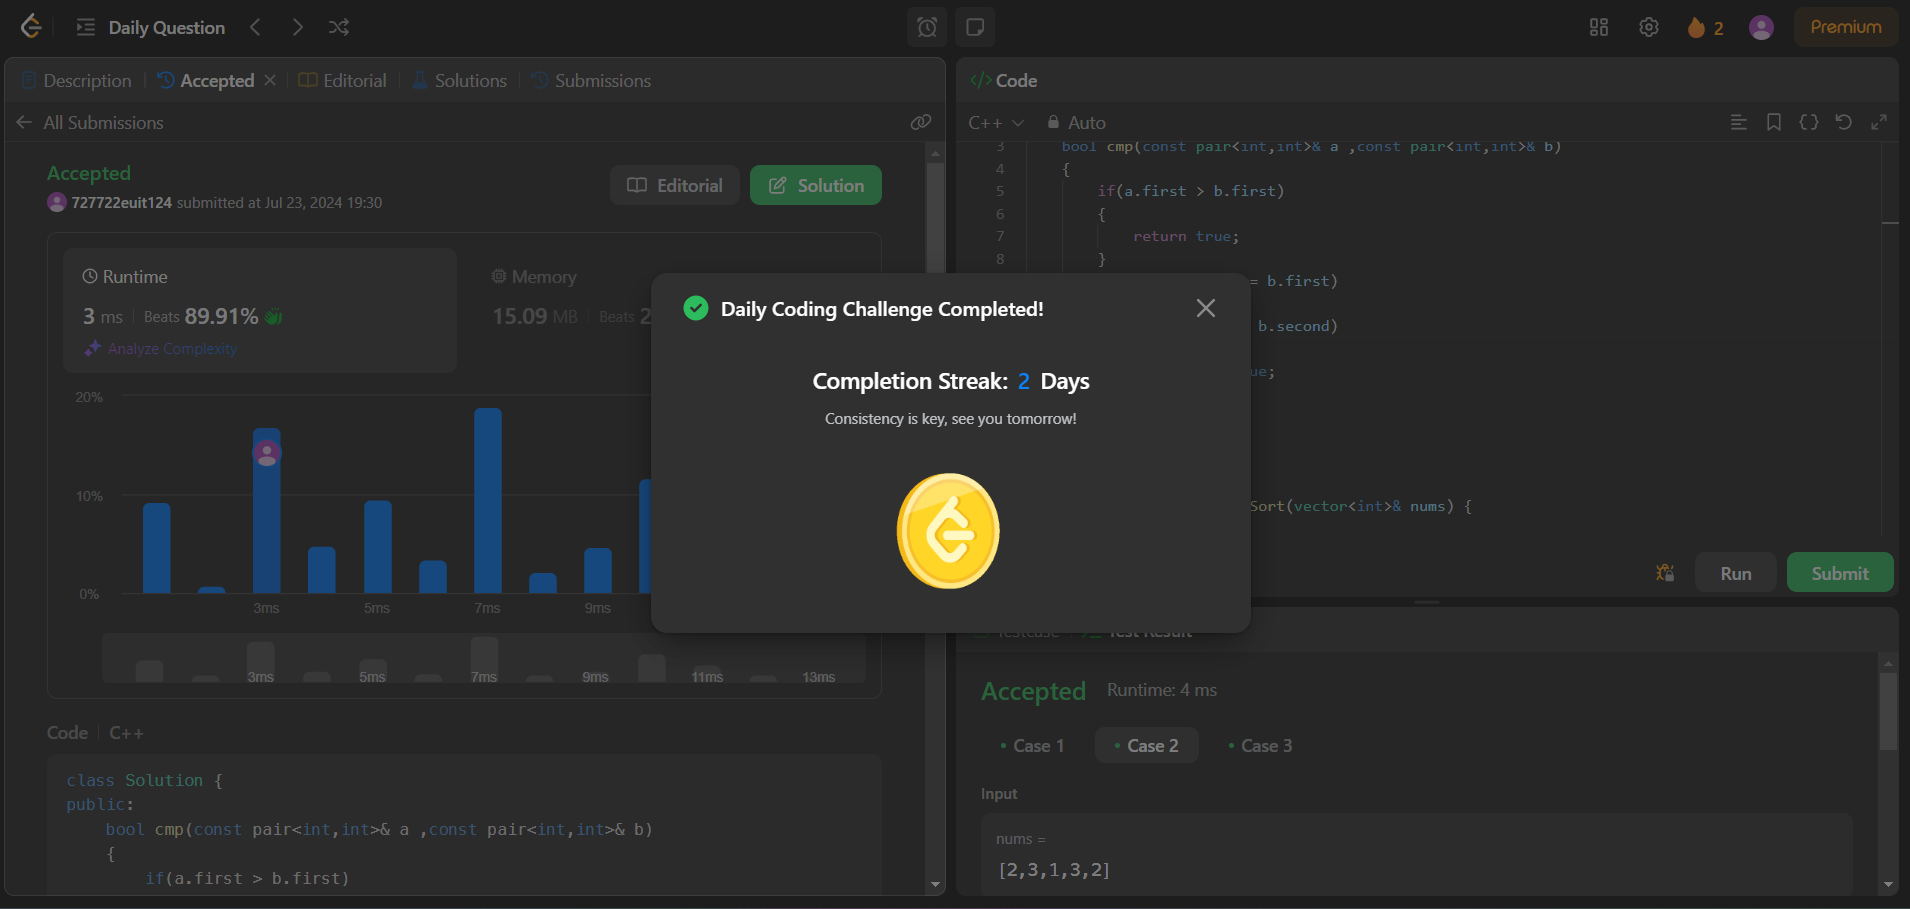 Daily Question
2
Premium
Description
Accepted
Editorial
Solutions
Submissions
All Submissions
Accepted
727722euit124 submitted at Jul 23, 2024 19:30
Editorial
Solution
Runtime
3 ms
Beats 89.91%
Analyze Complexity
Memory
15.09 MB
Beats 2
20%
10%
0%
3ms
5ms
7ms
9ms
3ms
5ms
7ms
9ms
11ms
13ms
Code
C++
class Solution {
public:
bool cmp(const pair<int,int>& a ,const pair<int,int>& b)
{
if(a.first > b.first)
Daily Coding Challenge Completed!
Completion Streak: 2 Days
Consistency is key, see you tomorrow!
</> Code
C++
Auto
3 bool cmp(const pair<int,int>& a ,const pair<int,int>& b)
4 {
5 if(a.first > b.first)
6 {
7 return true;
8 }
= b.first)
b.second)
ue;
Sort(vector<int>& nums) {
Run
Submit
Testcase
Test Result
Accepted
Runtime: 4 ms
Case 1
Case 2
Case 3
Input
nums =
[2,3,1,3,2]